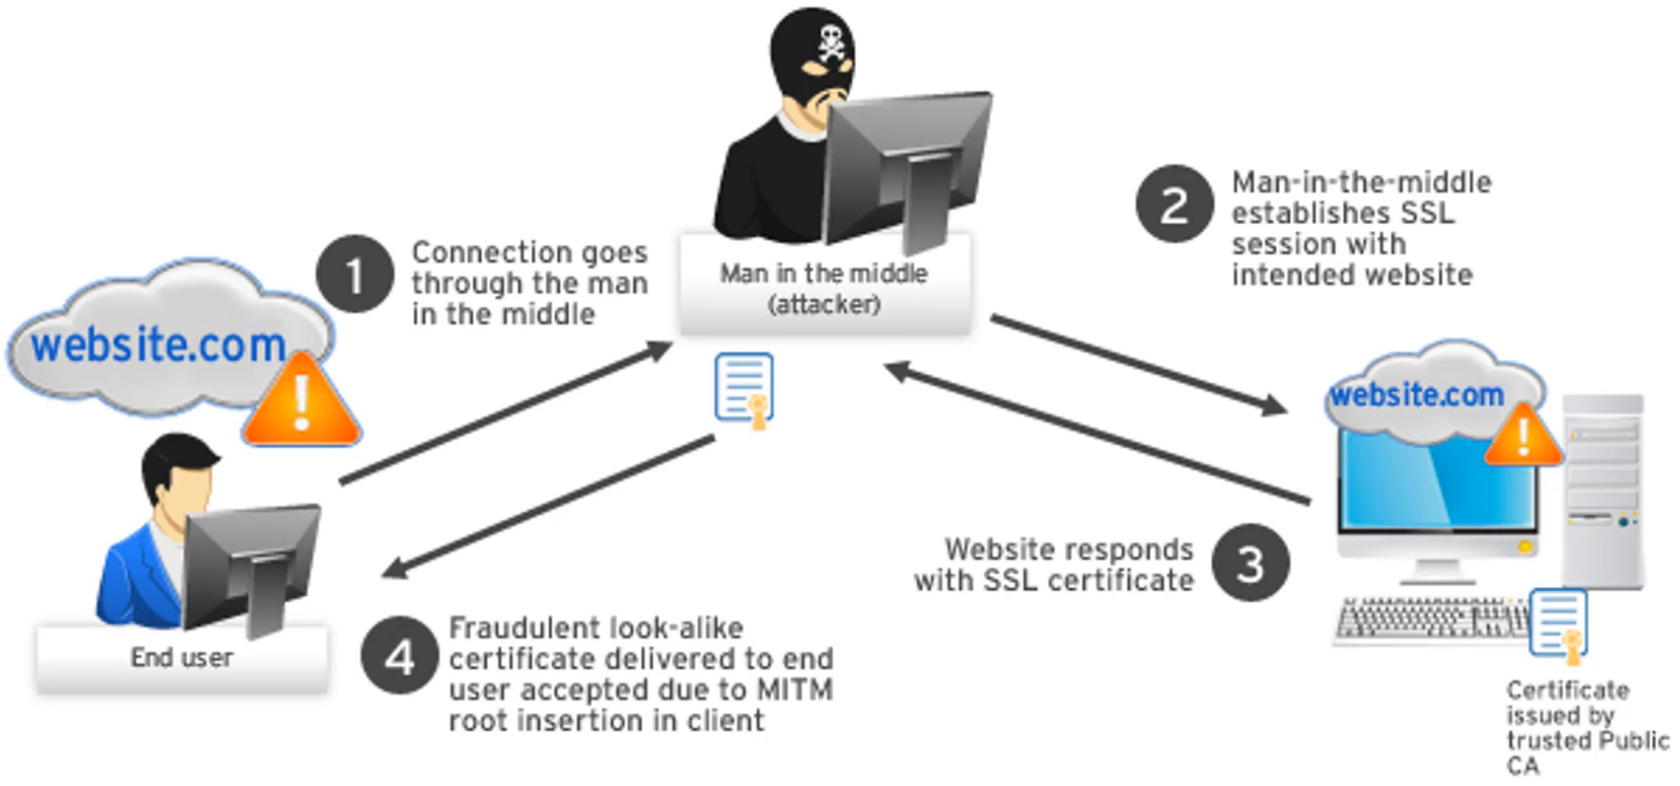 1
Connection goes
through the man
in the middle
website.com
!
Man in the middle
(attacker)
2
Man-in-the-middle
establishes SSL
session with
intended website
website.com
!
Website responds
with SSL certificate
3
End user
4
Fraudulent look-alike
certificate delivered to end
user accepted due to MITM
root insertion in client
Certificate
issued by
trusted Public
CA